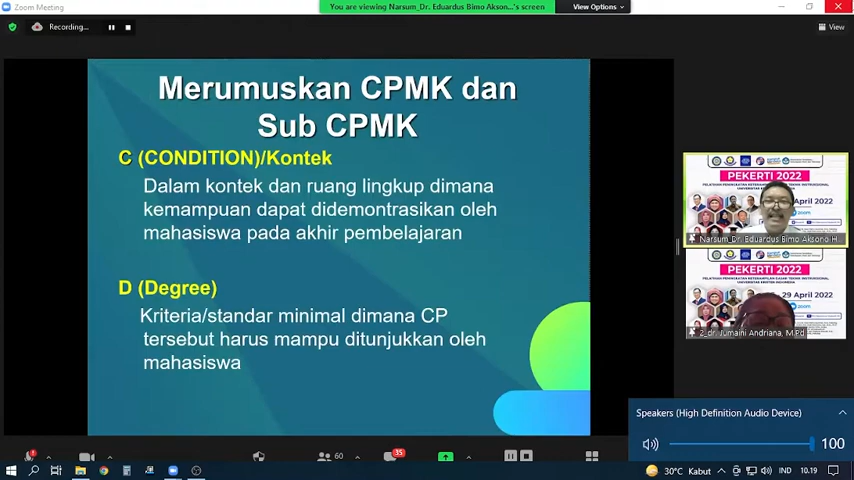 Zoom Meeting
You are viewing Narsum_Dr. Eduardus Bimo Akson...'s screen
View Options
Recording...
View
Merumuskan CPMK dan
Sub CPMK
C (CONDITION)/Kontek
Dalam kontek dan ruang lingkup dimana
kemampuan dapat didemontrasikan oleh
mahasiswa pada akhir pembelajaran
D (Degree)
Kriteria/standar minimal dimana CP
tersebut harus mampu ditunjukkan oleh
mahasiswa
PEKERTI 2022
April 2022
zoom
Narsum_Dr. Eduardus Bimo Aksono H.
PEKERTI 2022
29 April 2022
2_dr. Jumaini Andriana, M.Pd
Speakers (High Definition Audio Device)
100
60
35
30°C Kabut
IND
10.19